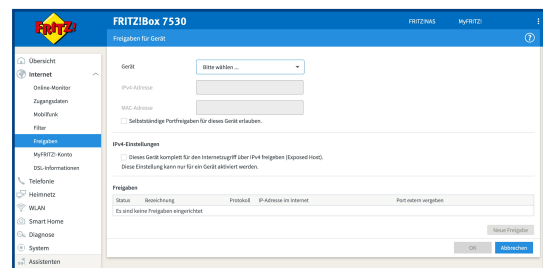 FRITZ!
FRITZ!Box 7530
FRITZ!NAS
MyFRITZ!
Freigaben für Gerät
?
Übersicht
Internet
Online-Monitor
Zugangsdaten
Mobilfunk
Filter
Freigaben
MyFRITZ!-Konto
DSL-Informationen
Telefonie
Heimnetz
WLAN
Smart Home
Diagnose
System
Assistenten
Gerät
Bitte wählen ...
IPv4-Adresse
MAC-Adresse
Selbstständige Portfreigaben für dieses Gerät erlauben.
IPv4-Einstellungen
Dieses Gerät komplett für den Internetzugriff über IPv4 freigeben (Exposed Host).
Diese Einstellung kann nur für ein Gerät aktiviert werden.
Freigaben
Status Bezeichnung Protokoll IP-Adresse im Internet Port extern vergeben
Es sind keine Freigaben eingerichtet
Neue Freigabe
OK Abbrechen